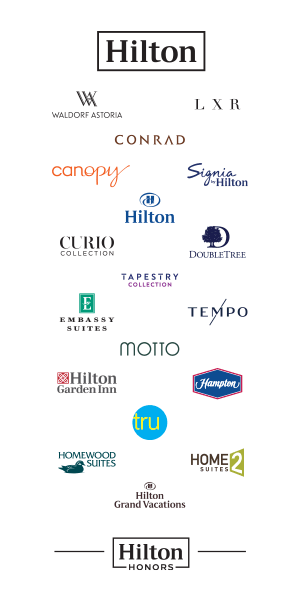 Hilton
WALDORF ASTORIA
LXR
CONRAD
canopy
Signia
by Hilton
Hilton
CURIO
COLLECTION
DOUBLETREE
TAPESTRY
COLLECTION
E
EMBASSY
SUITES
TEMPO
MOTTO
Hilton
Garden Inn
Hampton
tru
HOMEWOOD
SUITES
HOME2
SUITES
Hilton
Grand Vacations
Hilton
HONORS